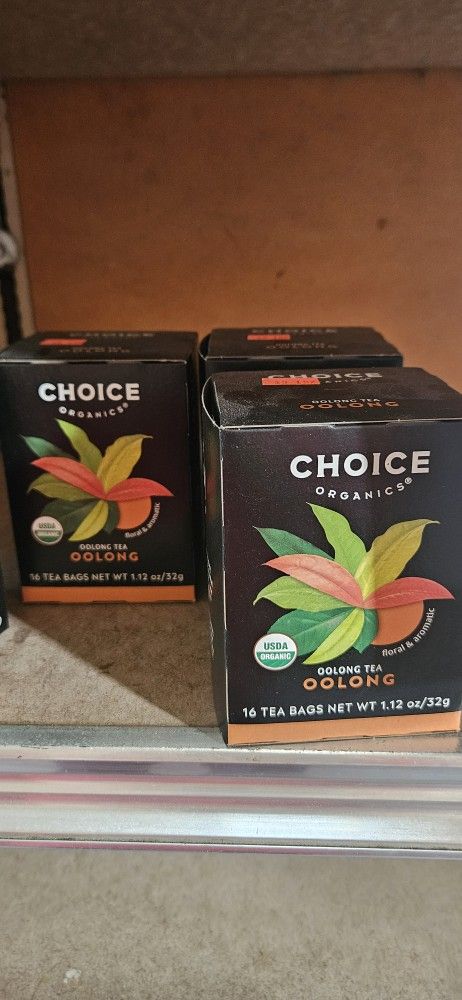 CHOICE
ORGANICS®
floral & aromatic
USDA
ORGANIC
OOLONG TEA
OOLONG
16 TEA BAGS NET WT 1.12 oz/32g
OOLONG TEA
OOLONG
CHOICE
ORGANICS®
floral & aromatic
USDA
ORGANIC
OOLONG TEA
OOLONG
16 TEA BAGS NET WT 1.12 oz/32g